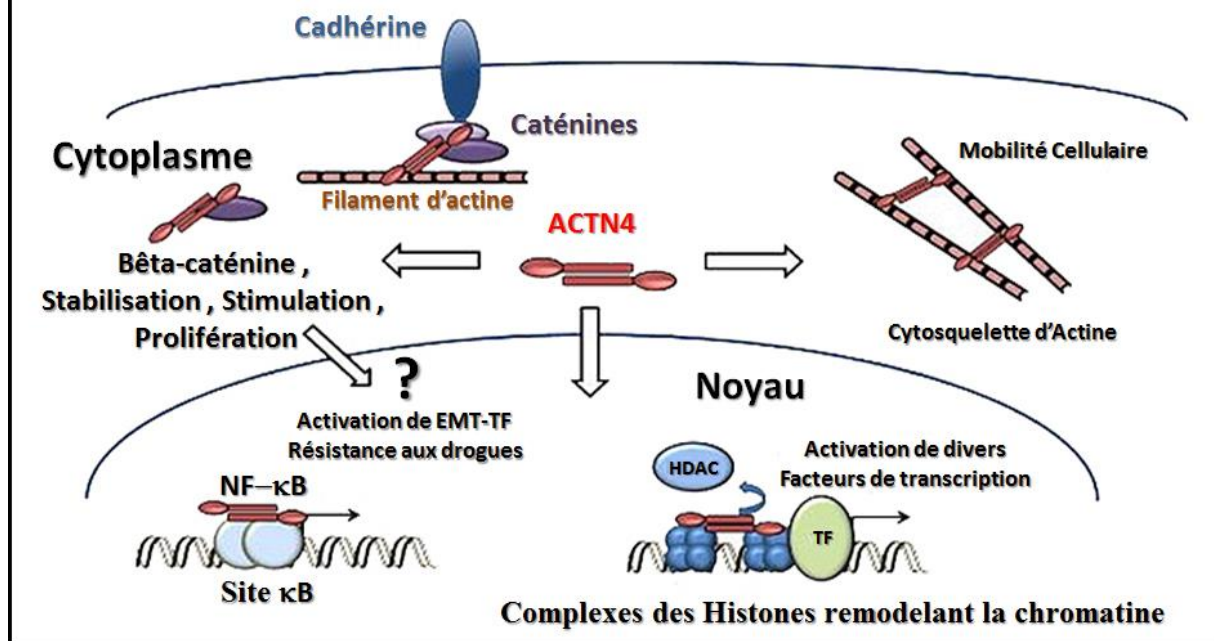 Cadhérine
Caténines
Cytoplasme
Mobilité Cellulaire
Filament d'actine
ACTN4
Bêta-caténine ,
Stabilisation , Stimulation ,
Prolifération
Cytosquelette d'Actine
?
Noyau
Activation de EMT-TF
Résistance aux drogues
Activation de divers
Facteurs de transcription
HDAC
NF–κB
TF
Site κB
Complexes des Histones remodelant la chromatine